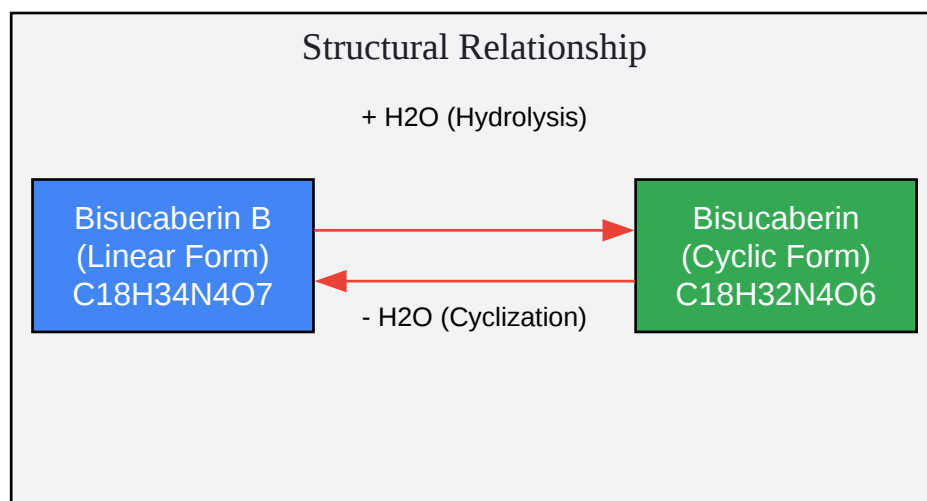 Structural Relationship
+ H2O (Hydrolysis)
Bisucaberin B
(Linear Form)
C18H34N4O7
Bisucaberin
(Cyclic Form)
C18H32N4O6
- H2O (Cyclization)